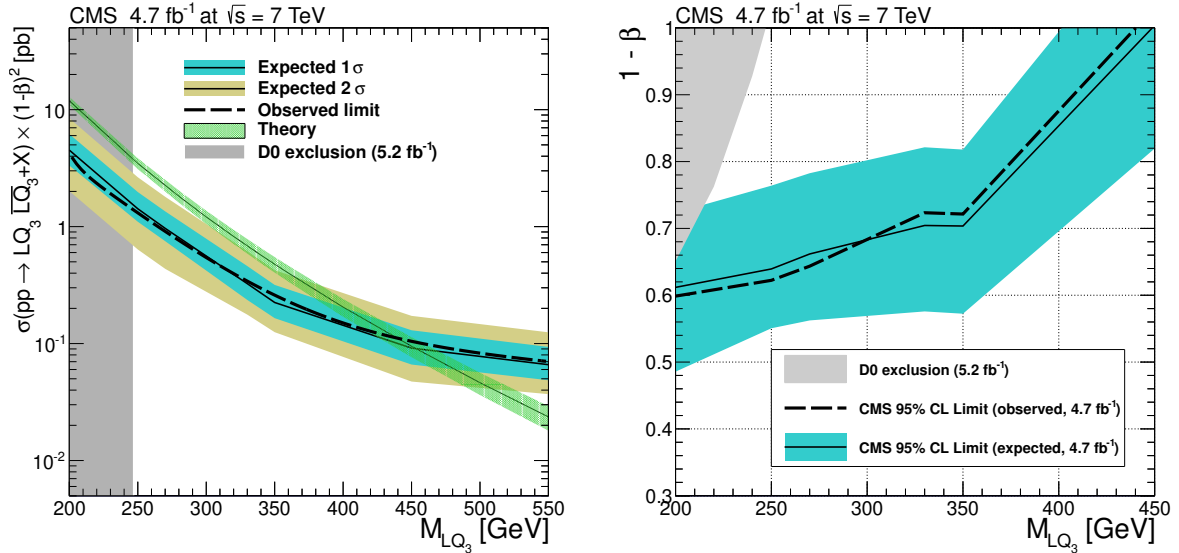 CMS 4.7 fb⁻¹ at √s = 7 TeV
σ(pp → LQ₃ L̅Q̅₃+X) × (1-β)² [pb]
10
1
10⁻¹
10⁻²
Expected 1 σ
Expected 2 σ
Observed limit
Theory
D0 exclusion (5.2 fb⁻¹)
200 250 300 350 400 450 500 550
M_LQ₃ [GeV]
CMS 4.7 fb⁻¹ at √s = 7 TeV
1 - β
1
0.9
0.8
0.7
0.6
0.5
0.4
0.3
D0 exclusion (5.2 fb⁻¹)
CMS 95% CL Limit (observed, 4.7 fb⁻¹)
CMS 95% CL Limit (expected, 4.7 fb⁻¹)
200 250 300 350 400 450
M_LQ₃ [GeV]